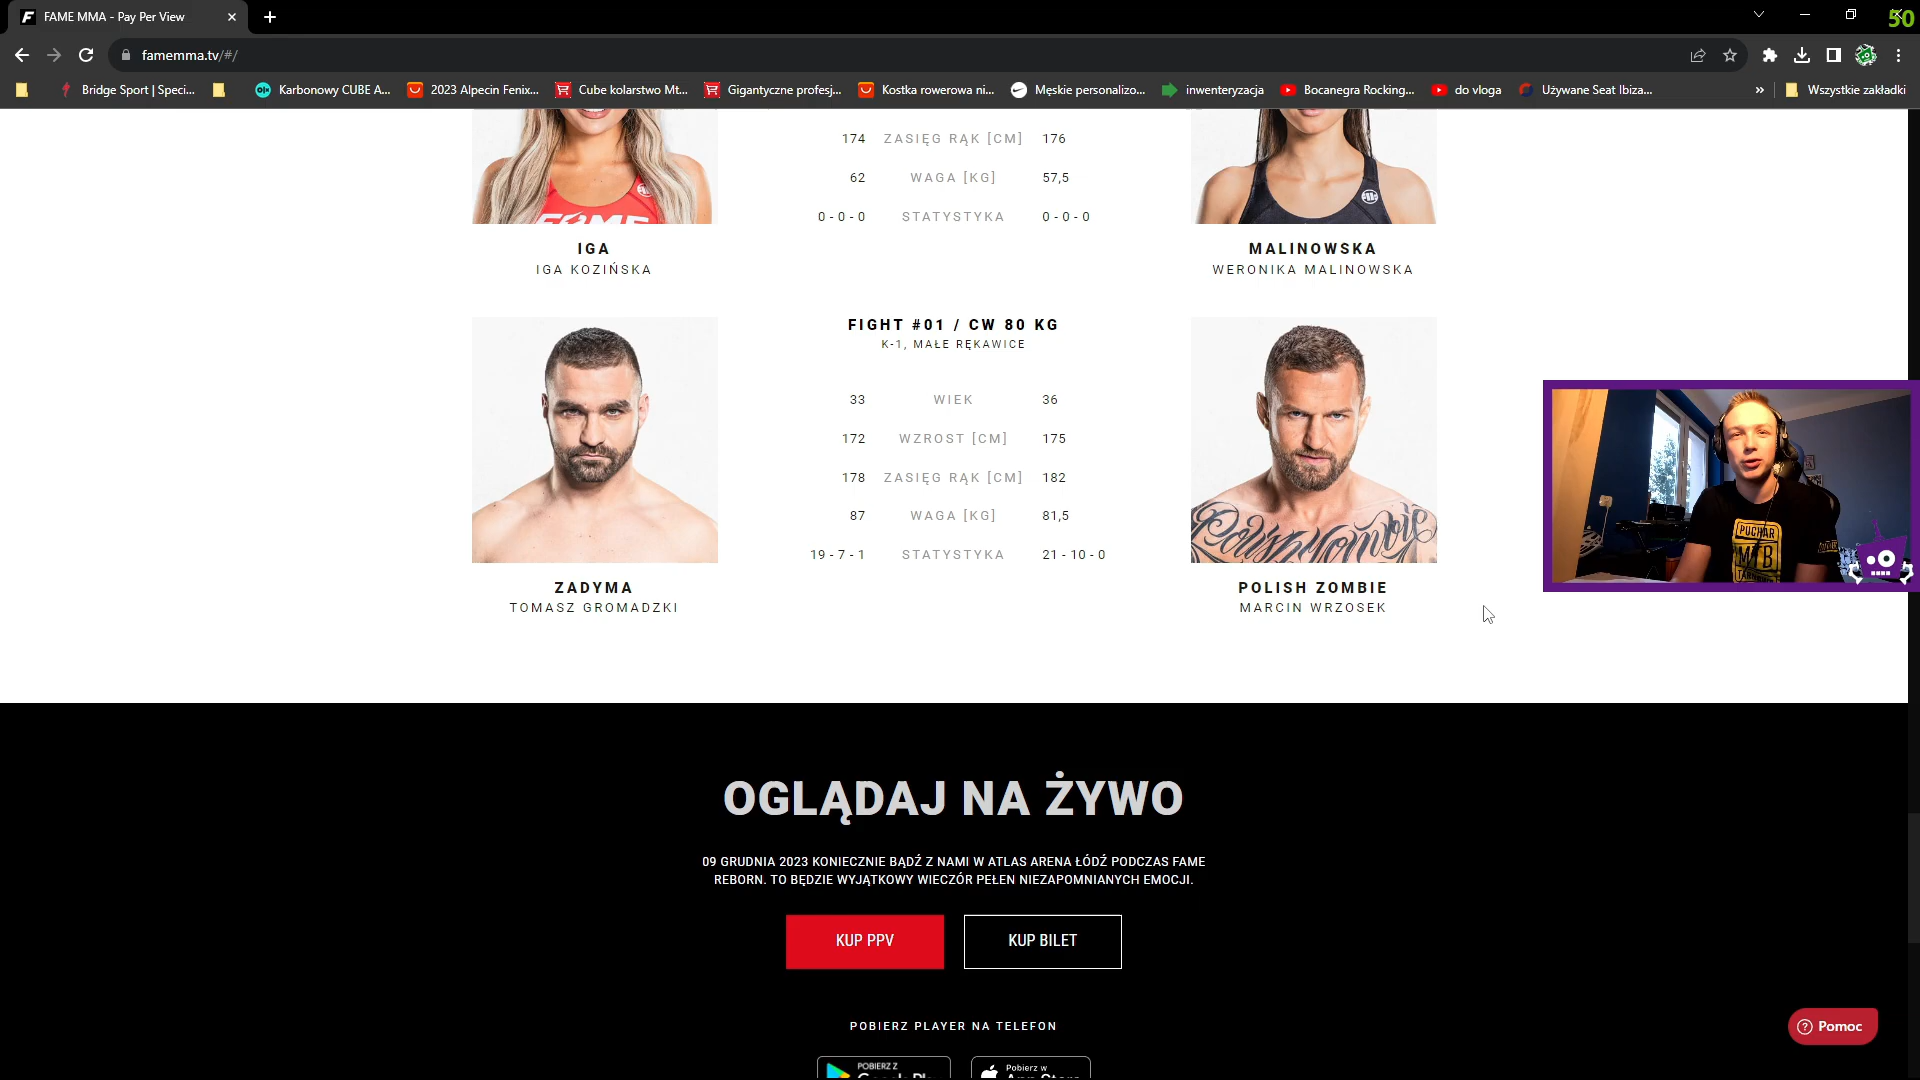 FAME MMA - Pay Per View
50
famemma.tv/#/
Bridge Sport | Speci...
Karbonowy CUBE A...
2023 Alpecin Fenix...
Cube kolarstwo Mt...
Gigantyczne profesj...
Kostka rowerowa ni...
Męskie personalizo...
inwenteryzacja
Bocanegra Rocking...
do vloga
Używane Seat Ibiza...
Wszystkie zakładki
174 ZASIĘG RĄK [CM] 176
62 WAGA [KG] 57,5
0 - 0 - 0 STATYSTYKA 0 - 0 - 0
FAME
IGA
IGA KOZIŃSKA
MALINOWSKA
WERONIKA MALINOWSKA
FIGHT #01 / CW 80 KG
K-1, MAŁE RĘKAWICE
33 WIEK 36
172 WZROST [CM] 175
178 ZASIĘG RĄK [CM] 182
87 WAGA [KG] 81,5
19 - 7 - 1 STATYSTYKA 21 - 10 - 0
PolishZombie
ZADYMA
TOMASZ GROMADZKI
POLISH ZOMBIE
MARCIN WRZOSEK
PUCHAR
MTB
OGLĄDAJ NA ŻYWO
09 GRUDNIA 2023 KONIECZNIE BĄDŹ Z NAMI W ATLAS ARENA ŁÓDŹ PODCZAS FAME
REBORN. TO BĘDZIE WYJĄTKOWY WIECZÓR PEŁEN NIEZAPOMNIANYCH EMOCJI.
KUP PPV
KUP BILET
POBIERZ PLAYER NA TELEFON
Pomoc
POBIERZ Z
Pobierz w